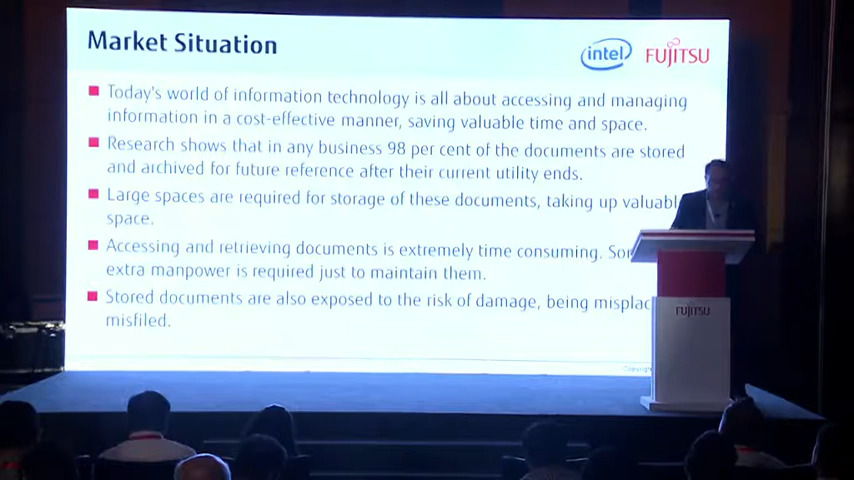 Market Situation
intel
FUJITSU
Today's world of information technology is all about accessing and managing
information in a cost-effective manner, saving valuable time and space.
Research shows that in any business 98 per cent of the documents are stored
and archived for future reference after their current utility ends.
Large spaces are required for storage of these documents, taking up
space.
Accessing and retrieving documents is extremely time consuming.
extra manpower is required just to maintain them.
Stored documents are also exposed to the risk of damage, being
misfiled.
FUJITSU